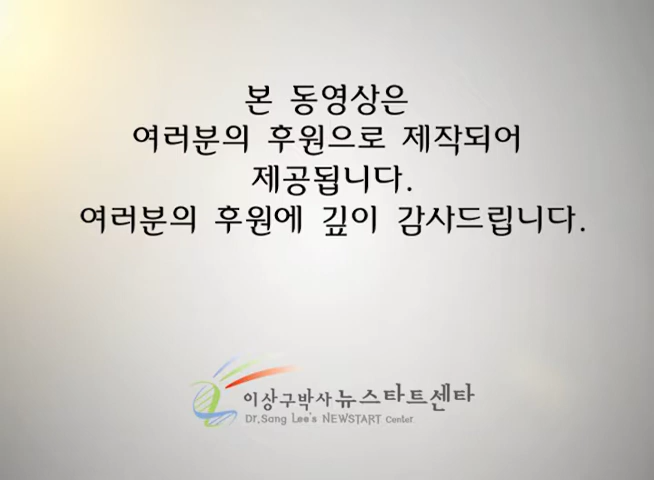 본 동영상은
여러분의 후원으로 제작되어
제공됩니다.
여러분의 후원에 깊이 감사드립니다.
이상구박사뉴스타트센타
Dr.Sang Lee's NEWSTART Center